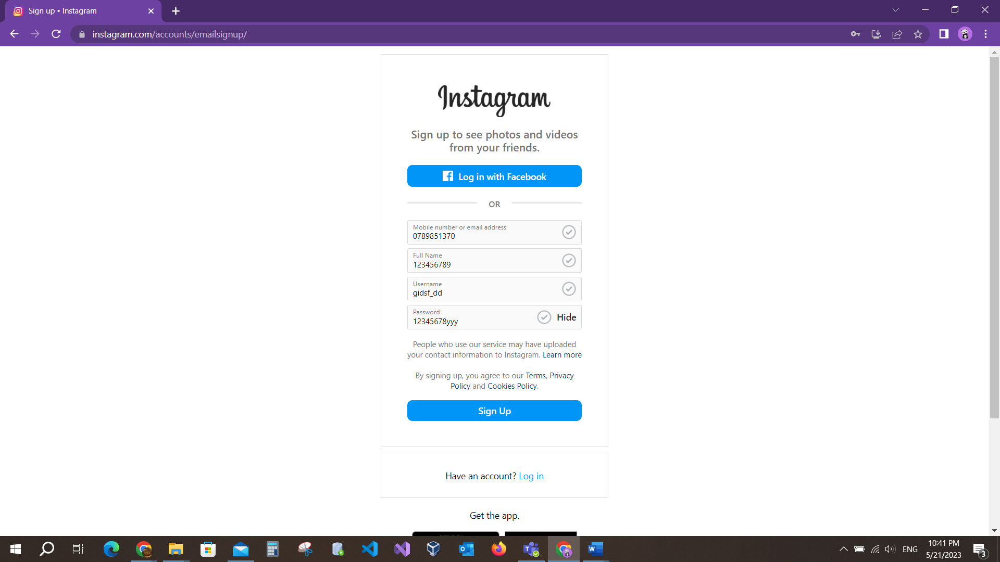 Sign up • Instagram
instagram.com/accounts/emailsignup/
Instagram
Sign up to see photos and videos
from your friends.
Log in with Facebook
OR
Mobile number or email address
0789851370
Full Name
123456789
Username
gidsf_dd
Password
12345678yyy
Hide
People who use our service may have uploaded
your contact information to Instagram. Learn more
By signing up, you agree to our Terms, Privacy
Policy and Cookies Policy.
Sign Up
Have an account? Log in
Get the app.
ENG
10:41 PM
5/21/2023
3